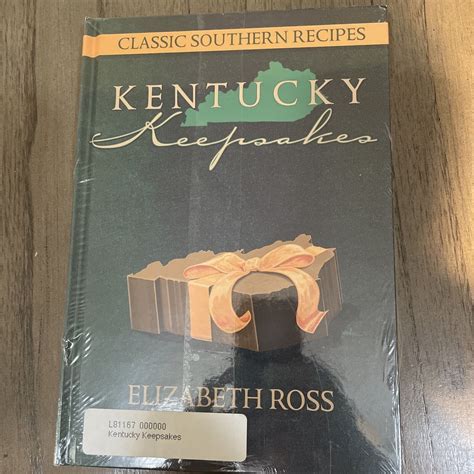 CLASSIC SOUTHERN RECIPES
KENTUCKY
Keepsakes
ELIZABETH ROSS
L81167 000000
Kentucky Keepsakes